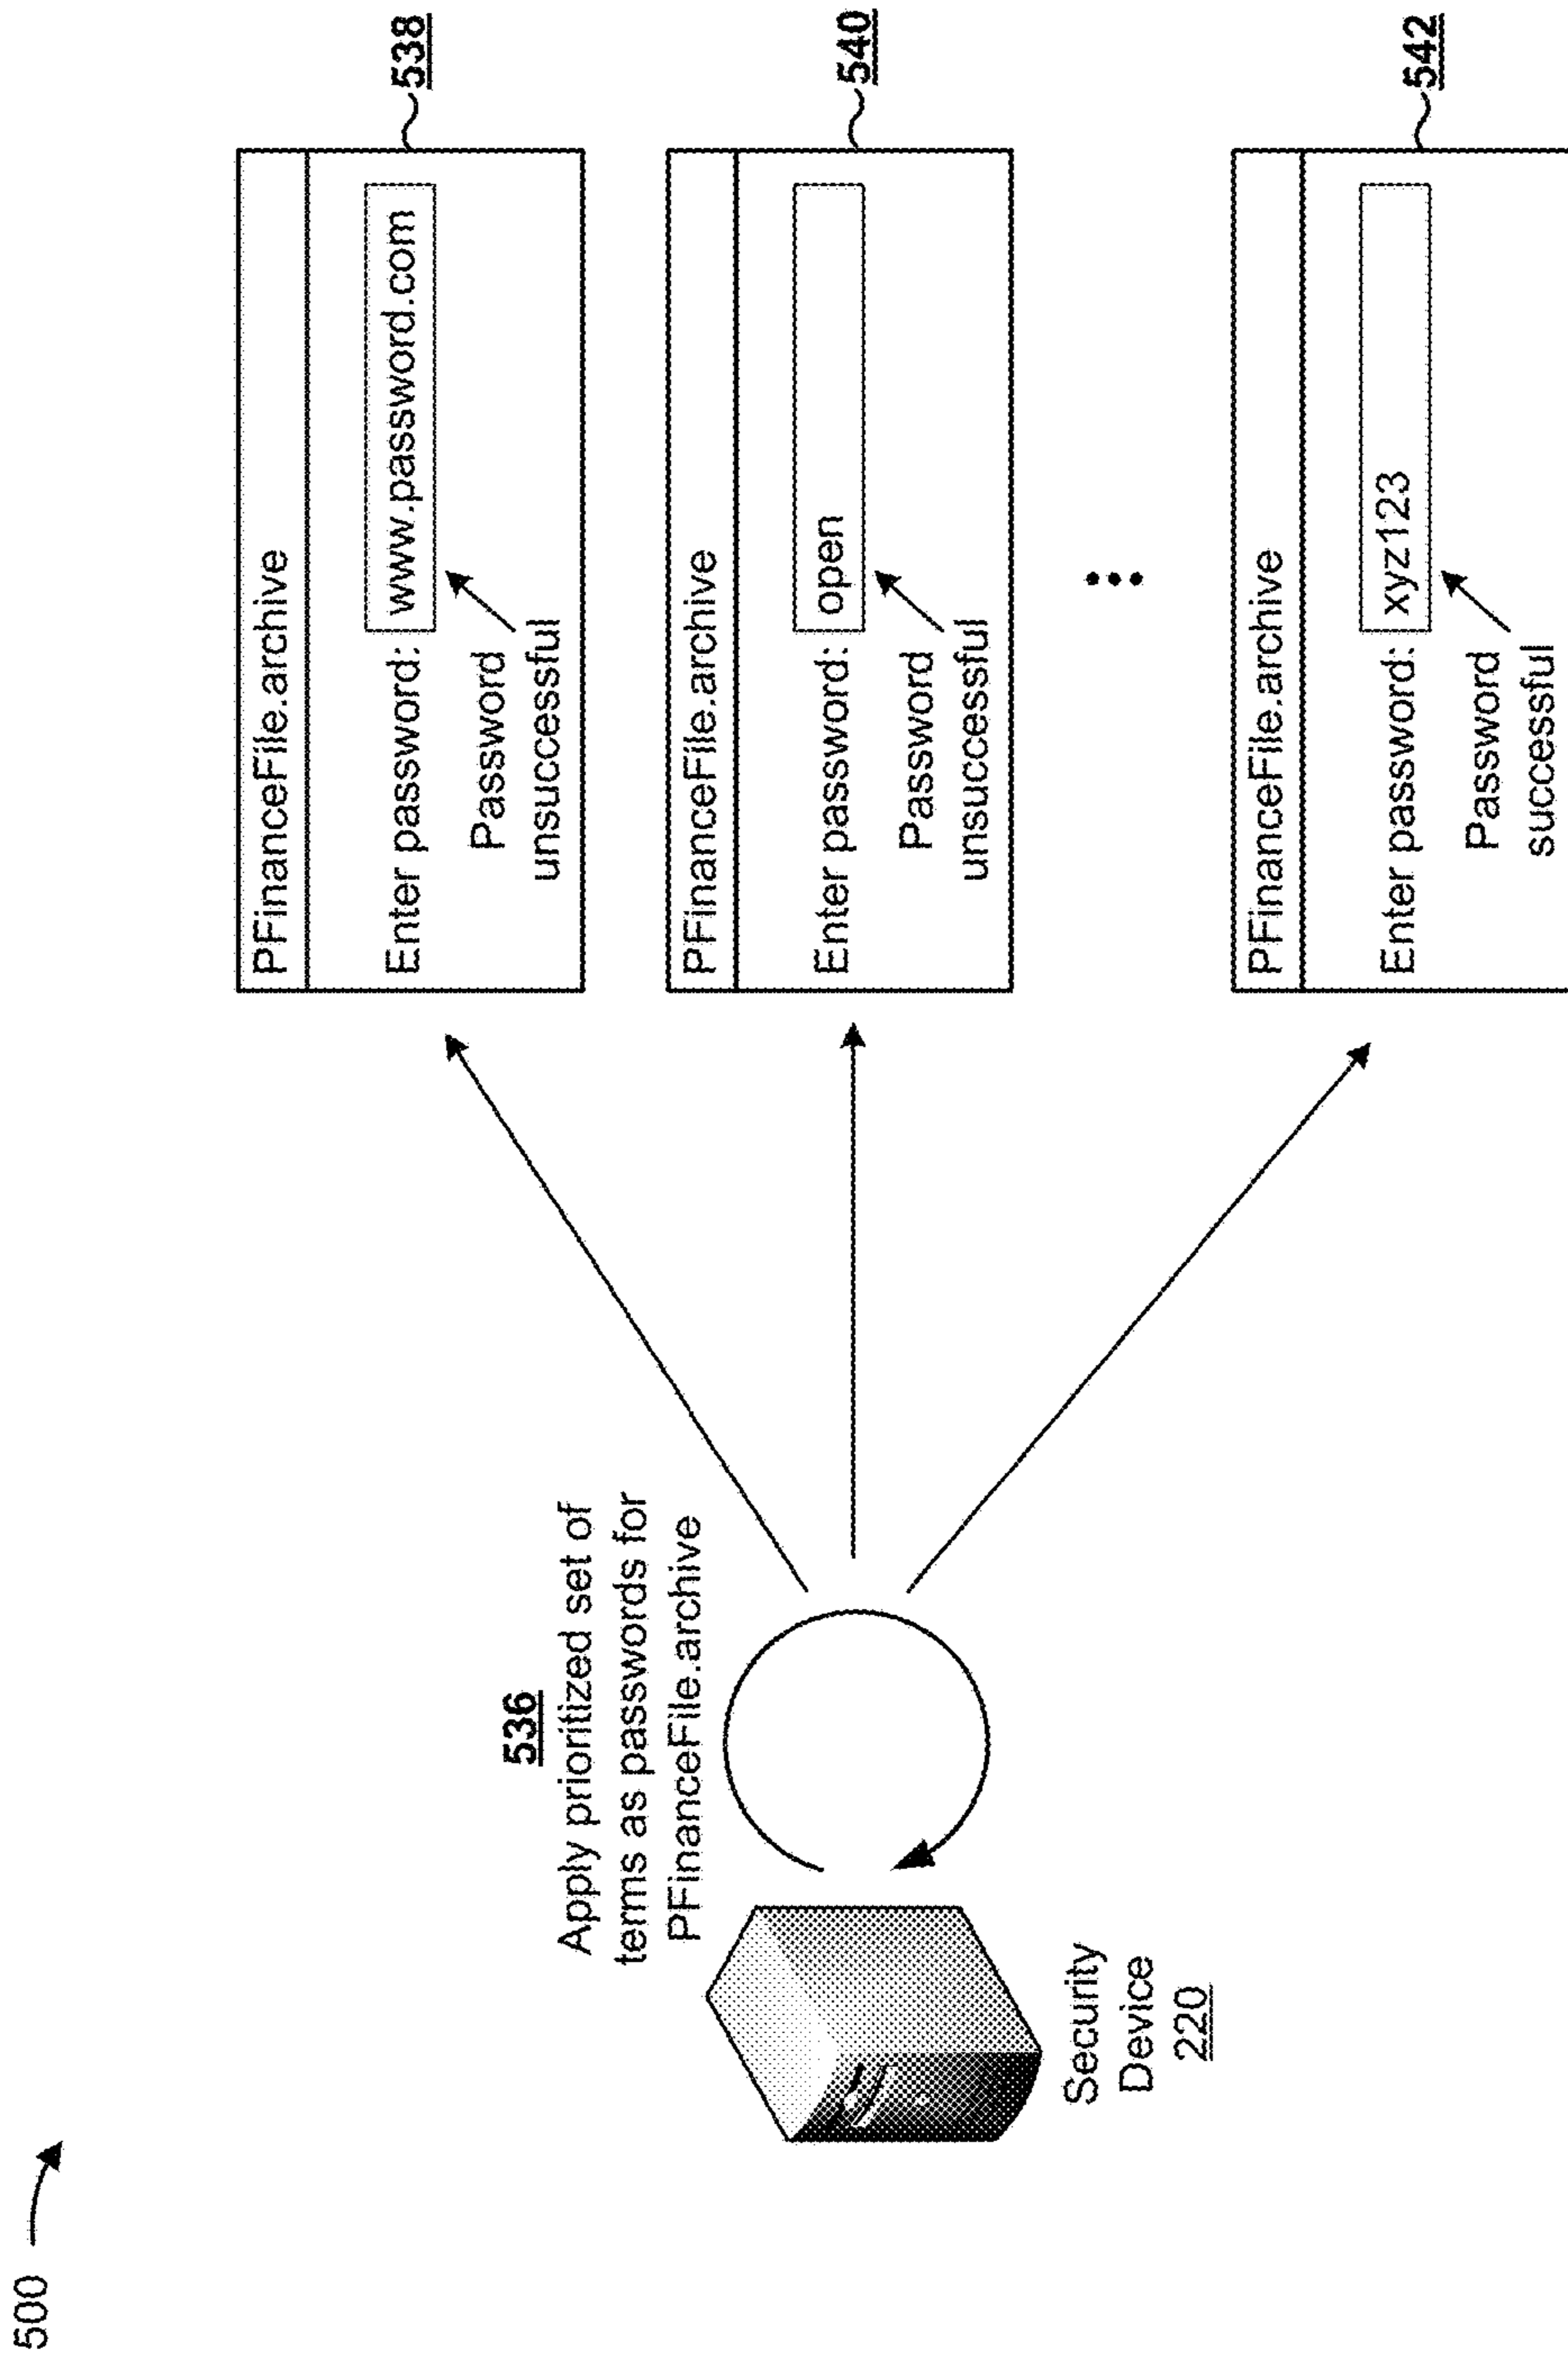 500
536
Apply prioritized set of
terms as passwords for
PFinanceFile.archive
Security
Device
220
PFinanceFile.archive
Enter password: www.password.com
Password
unsuccessful
538
PFinanceFile.archive
Enter password: open
Password
unsuccessful
540
PFinanceFile.archive
Enter password: xyz123
Password
successful
542